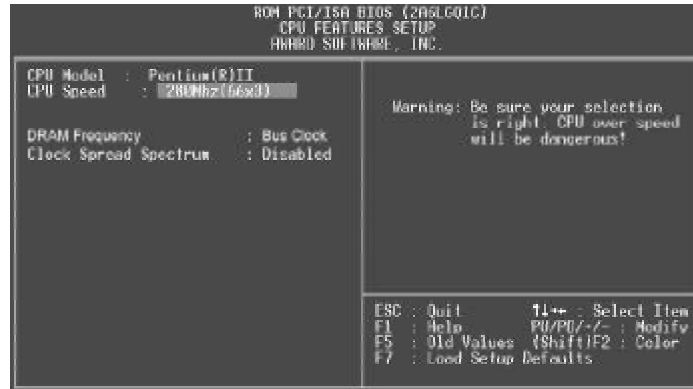 ROM PCI/ISA BIOS (2A6LGQ1C)
CPU FEATURES SETUP
AWARD SOFTWARE, INC.
CPU Model : Pentium(R)II
CPU Speed : (66x3)
DRAM Frequency : Bus Clock
Clock Spread Spectrum : Disabled
Warning: Be sure your selection
is right. CPU over speed
will be dangerous!
ESC : Quit ↑↓→← : Select Item
F1 : Help PU/PD/+/- : Modify
F5 : Old Values (Shift)F2 : Color
F7 : Load Setup Defaults